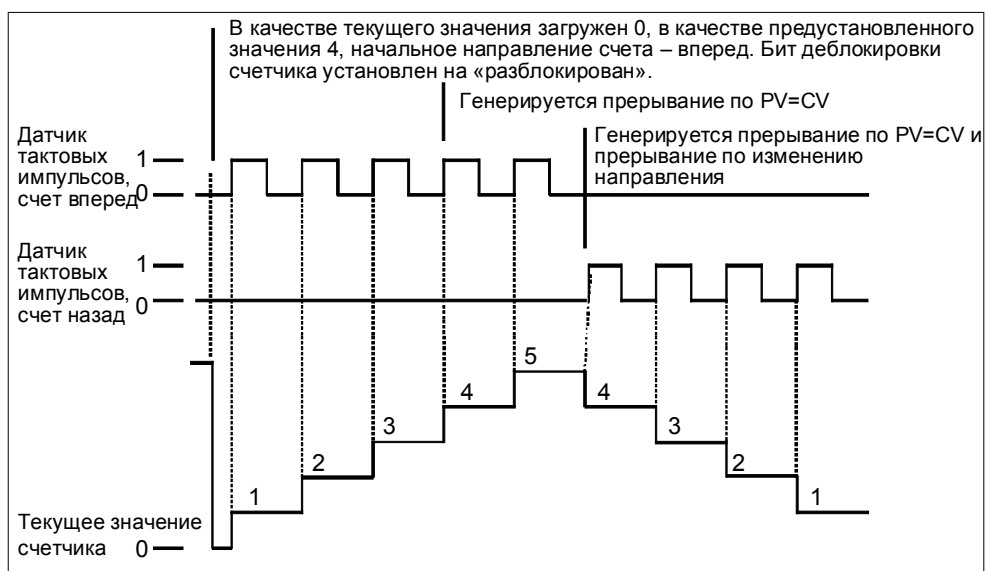 В качестве текущего значения загружен 0, в качестве предустановленного
значения 4, начальное направление счета – вперед. Бит деблокировки
счетчика установлен на «разблокирован».
Генерируется прерывание по PV=CV
Генерируется прерывание по PV=CV и
прерывание по изменению
направления
Датчик
тактовых
импульсов,
счет вперед
1
0
Датчик
тактовых
импульсов,
счет назад
1
0
5
4
4
3
3
2
2
1
1
Текущее значение
счетчика
0